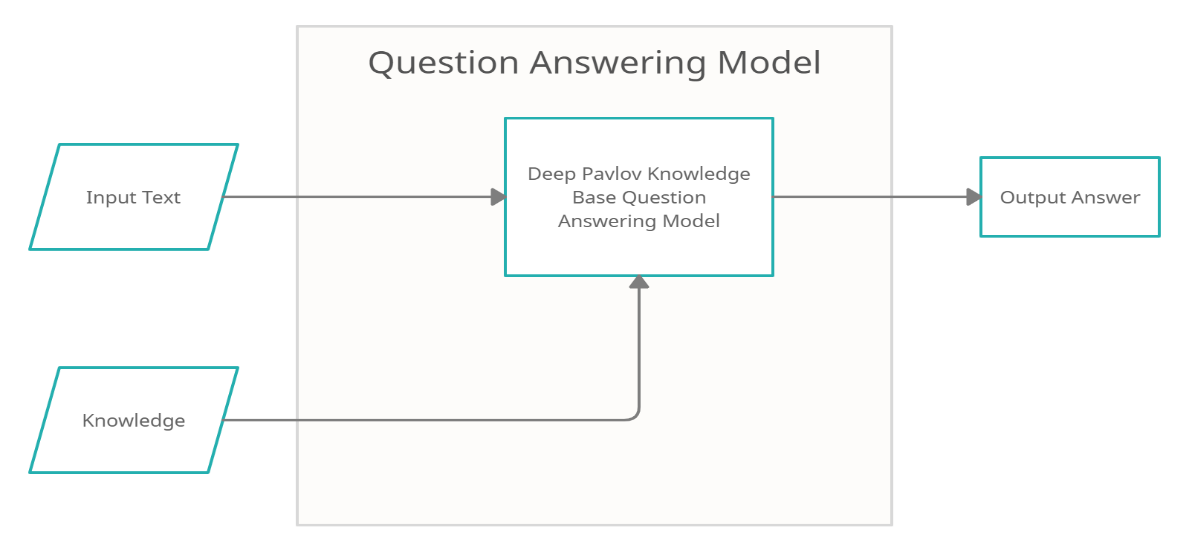 Question Answering Model
Input Text
Deep Pavlov Knowledge
Base Question
Answering Model
Output Answer
Knowledge